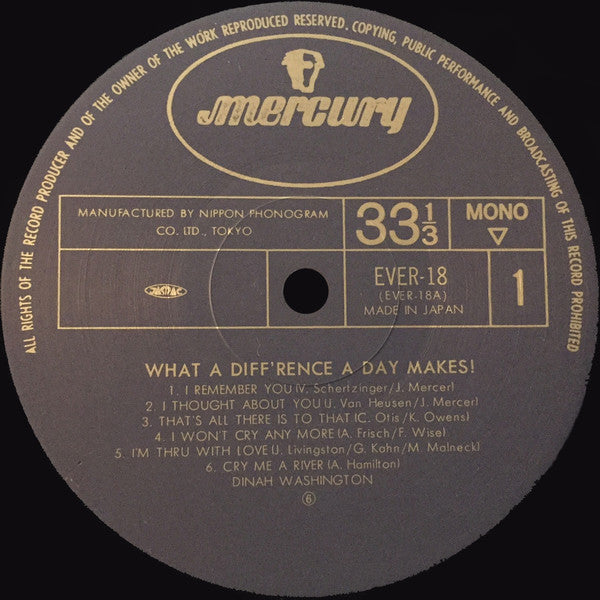 ALL RIGHTS OF THE RECORD PRODUCER AND OF THE OWNER OF THE WORK REPRODUCED RESERVED. COPYING, PUBLIC PERFORMANCE AND BROADCASTING OF THIS RECORD PROHIBITED
mercury
MANUFACTURED BY NIPPON PHONOGRAM
CO. LTD., TOKYO
33 1/3
MONO
▽
JASRAC
EVER-18
(EVER-18A)
MADE IN JAPAN
1
WHAT A DIFF'RENCE A DAY MAKES!
1. I REMEMBER YOU(V. Schertzinger/J. Mercer)
2. I THOUGHT ABOUT YOU(J. Van Heusen/J. Mercer)
3. THAT'S ALL THERE IS TO THAT(C. Otis/K. Owens)
4. I WON'T CRY ANY MORE(A. Frisch/F. Wise)
5. I'M THRU WITH LOVE(J. Livingston/G. Kahn/M. Malneck)
6. CRY ME A RIVER(A. Hamilton)
DINAH WASHINGTON
⑥